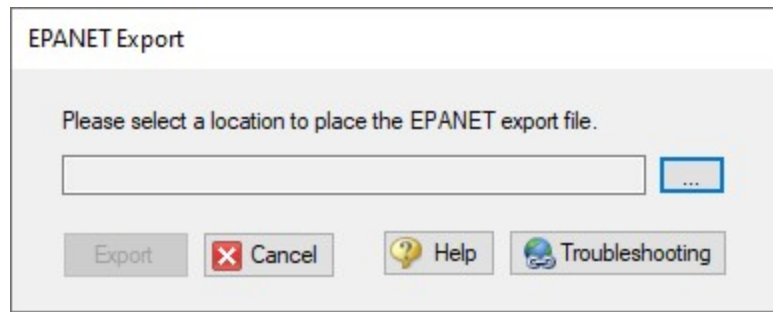 EPANET Export
Please select a location to place the EPANET export file.
...
Export Cancel Help Troubleshooting